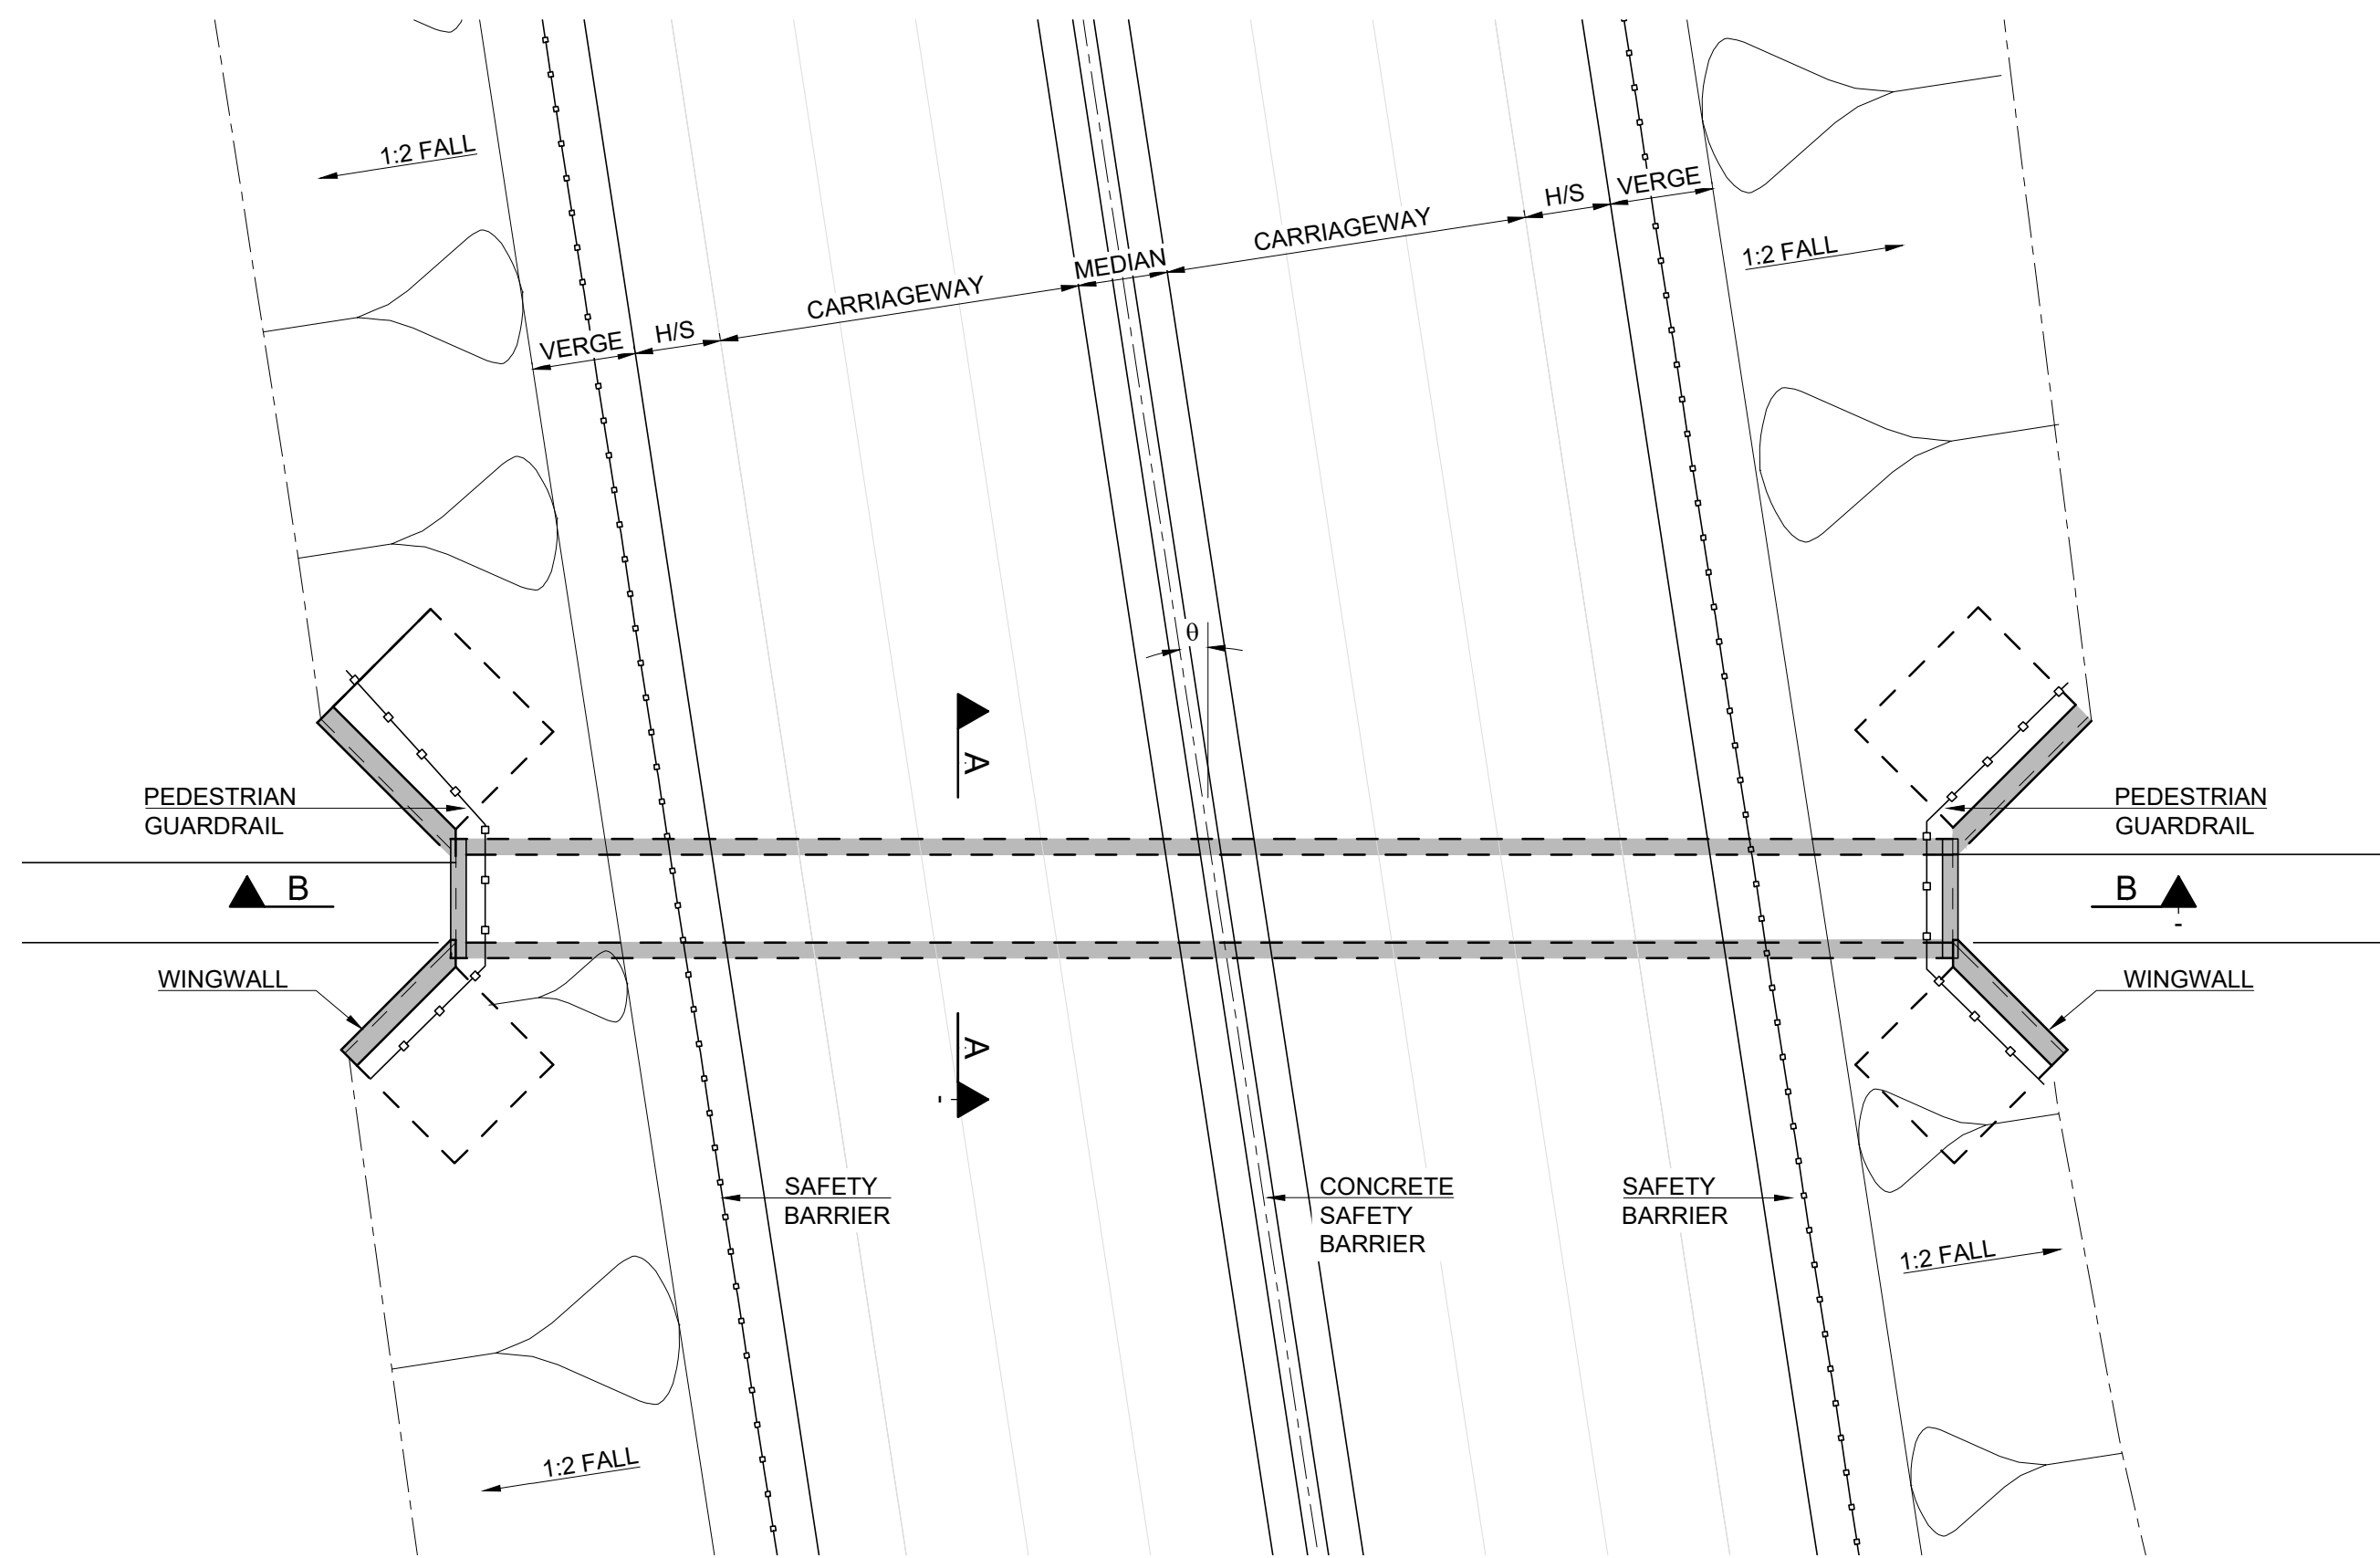 1:2 FALL
H/S
VERGE
CARRIAGEWAY
1:2 FALL
MEDIAN
CARRIAGEWAY
H/S
VERGE
θ
A
PEDESTRIAN
GUARDRAIL
PEDESTRIAN
GUARDRAIL
B
B
-
WINGWALL
WINGWALL
A
-
SAFETY
BARRIER
CONCRETE
SAFETY
BARRIER
SAFETY
BARRIER
1:2 FALL
1:2 FALL